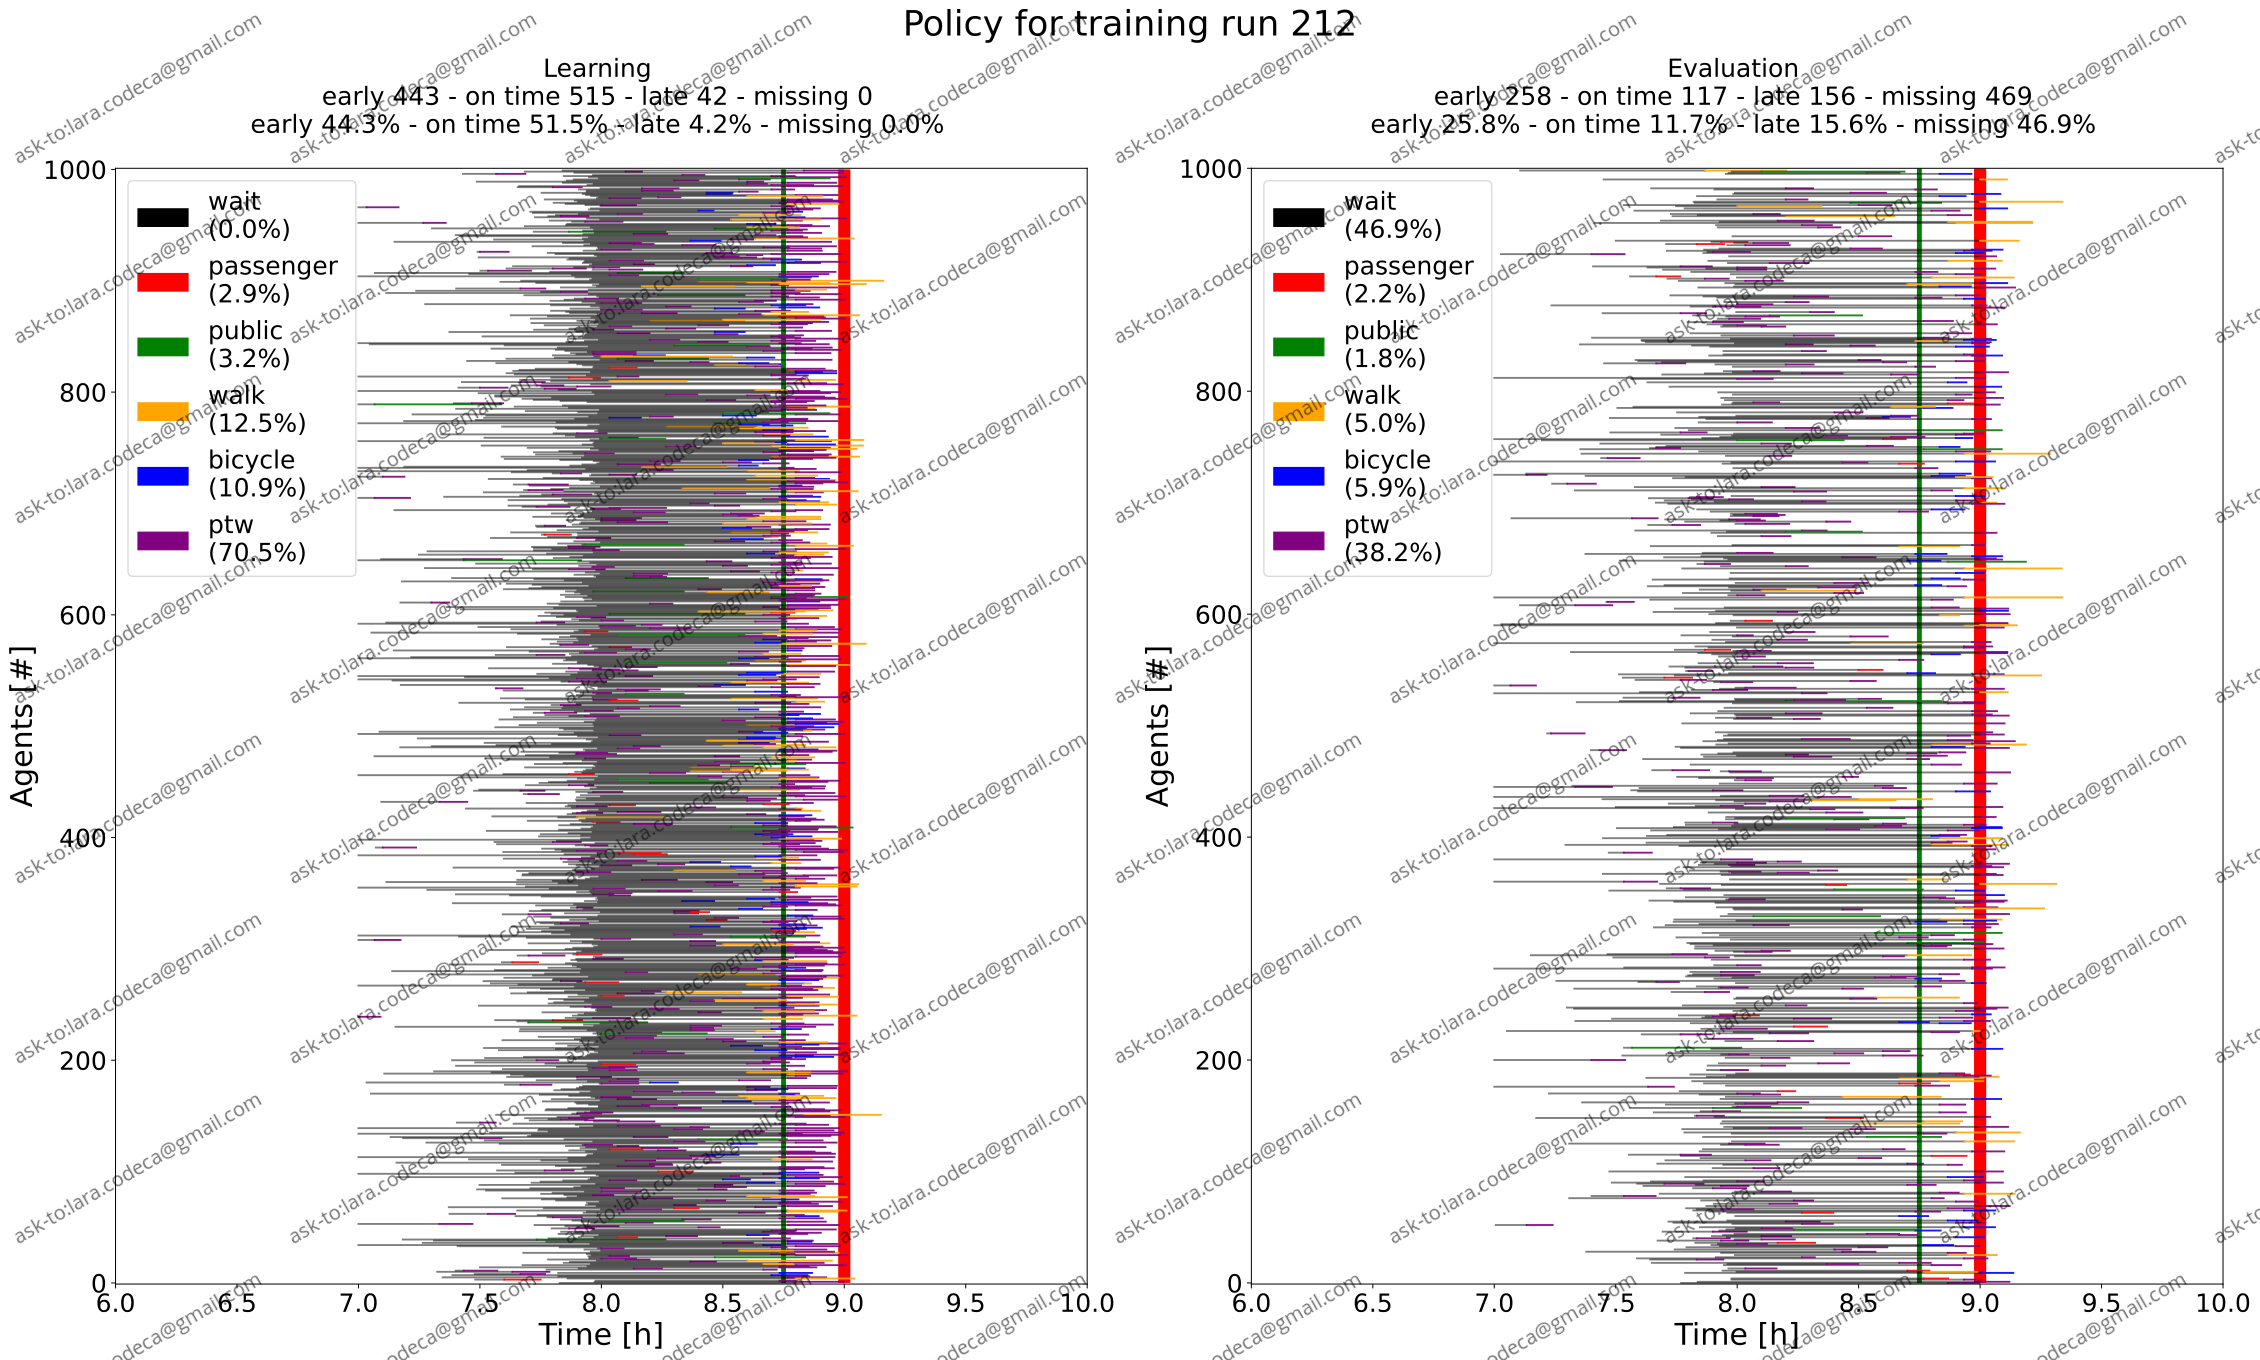 Policy for training run 212
Learning
early 443 - on time 515 - late 42 - missing 0
early 44.3% - on time 51.5% - late 4.2% - missing 0.0%
1000
800
600
400
200
0
Agents [#]
wait
(0.0%)
passenger
(2.9%)
public
(3.2%)
walk
(12.5%)
bicycle
(10.9%)
ptw
(70.5%)
6.0 6.5 7.0 7.5 8.0 8.5 9.0 9.5 10.0
Time [h]
Evaluation
early 258 - on time 117 - late 156 - missing 469
early 25.8% - on time 11.7% - late 15.6% - missing 46.9%
1000
800
600
400
200
0
Agents [#]
wait
(46.9%)
passenger
(2.2%)
public
(1.8%)
walk
(5.0%)
bicycle
(5.9%)
ptw
(38.2%)
6.0 6.5 7.0 7.5 8.0 8.5 9.0 9.5 10.0
Time [h]
ask-to:lara.codeca@gmail.com